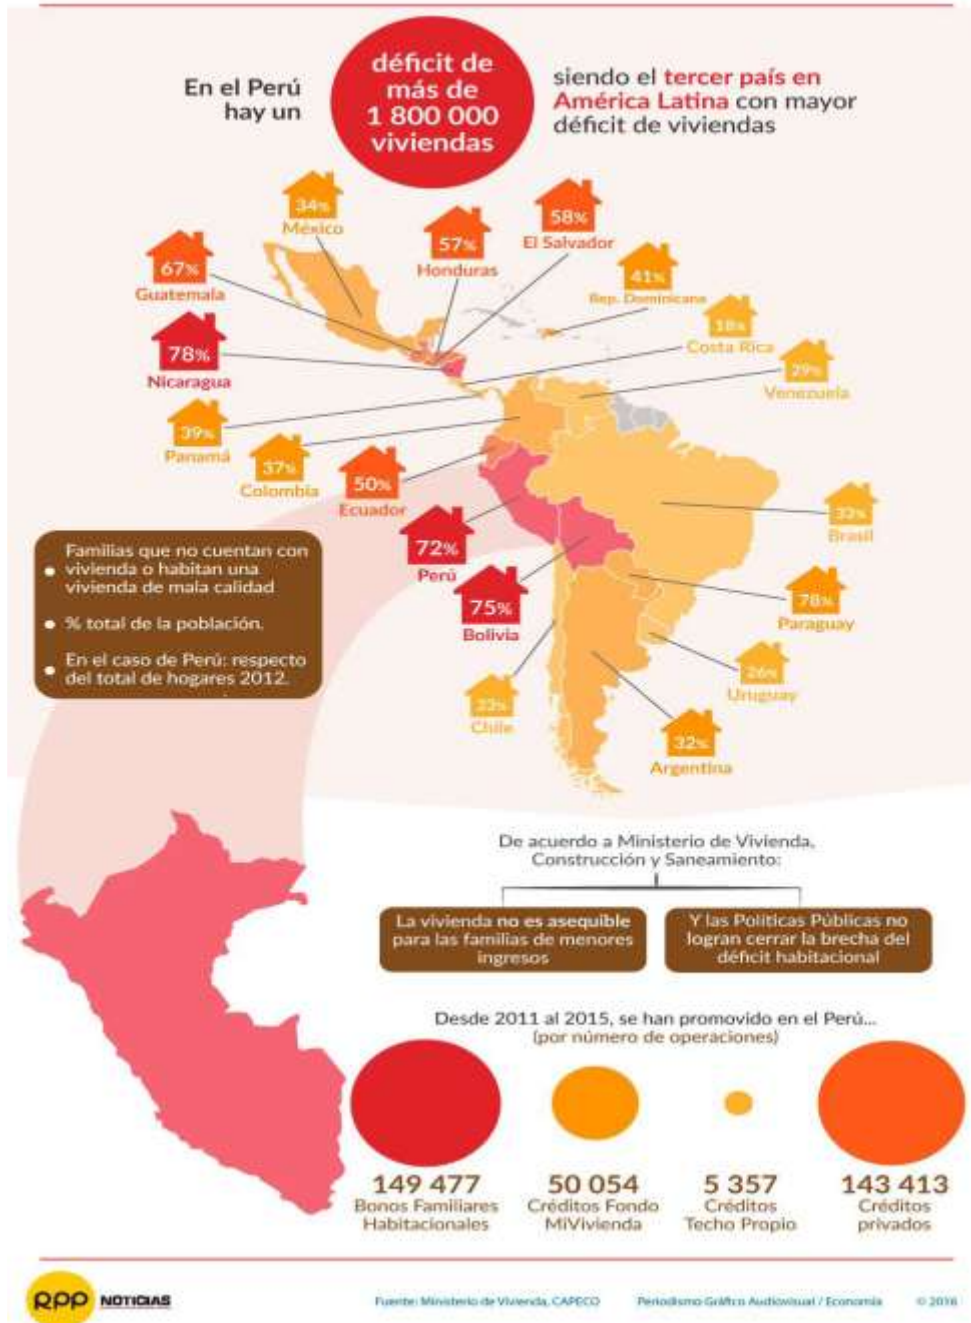 En el Perú
hay un
déficit de
más de
1 800 000
viviendas
siendo el tercer país en
América Latina con mayor
déficit de viviendas
34%
México
58%
El Salvador
57%
Honduras
67%
Guatemala
41%
Rep. Dominicana
18%
Costa Rica
78%
Nicaragua
29%
Venezuela
39%
Panamá
37%
Colombia
50%
Ecuador
33%
Brasil
72%
Perú
75%
Bolivia
78%
Paraguay
26%
Uruguay
23%
Chile
32%
Argentina
Familias que no cuentan con
vivienda o habitan una
vivienda de mala calidad
% total de la población.
En el caso de Perú: respecto
del total de hogares 2012.
De acuerdo a Ministerio de Vivienda,
Construcción y Saneamiento:
La vivienda no es asequible
para las familias de menores
ingresos
Y las Políticas Públicas no
logran cerrar la brecha del
déficit habitacional
Desde 2011 al 2015, se han promovido en el Perú...
(por número de operaciones)
149 477
Bonos Familiares
Habitacionales
50 054
Créditos Fondo
MiVivienda
5 357
Créditos
Techo Propio
143 413
Créditos
privados
RPP NOTICIAS
Fuente: Ministerio de Vivienda, CAPECO
Periodismo Gráfico Audiovisual / Economía
© 2016